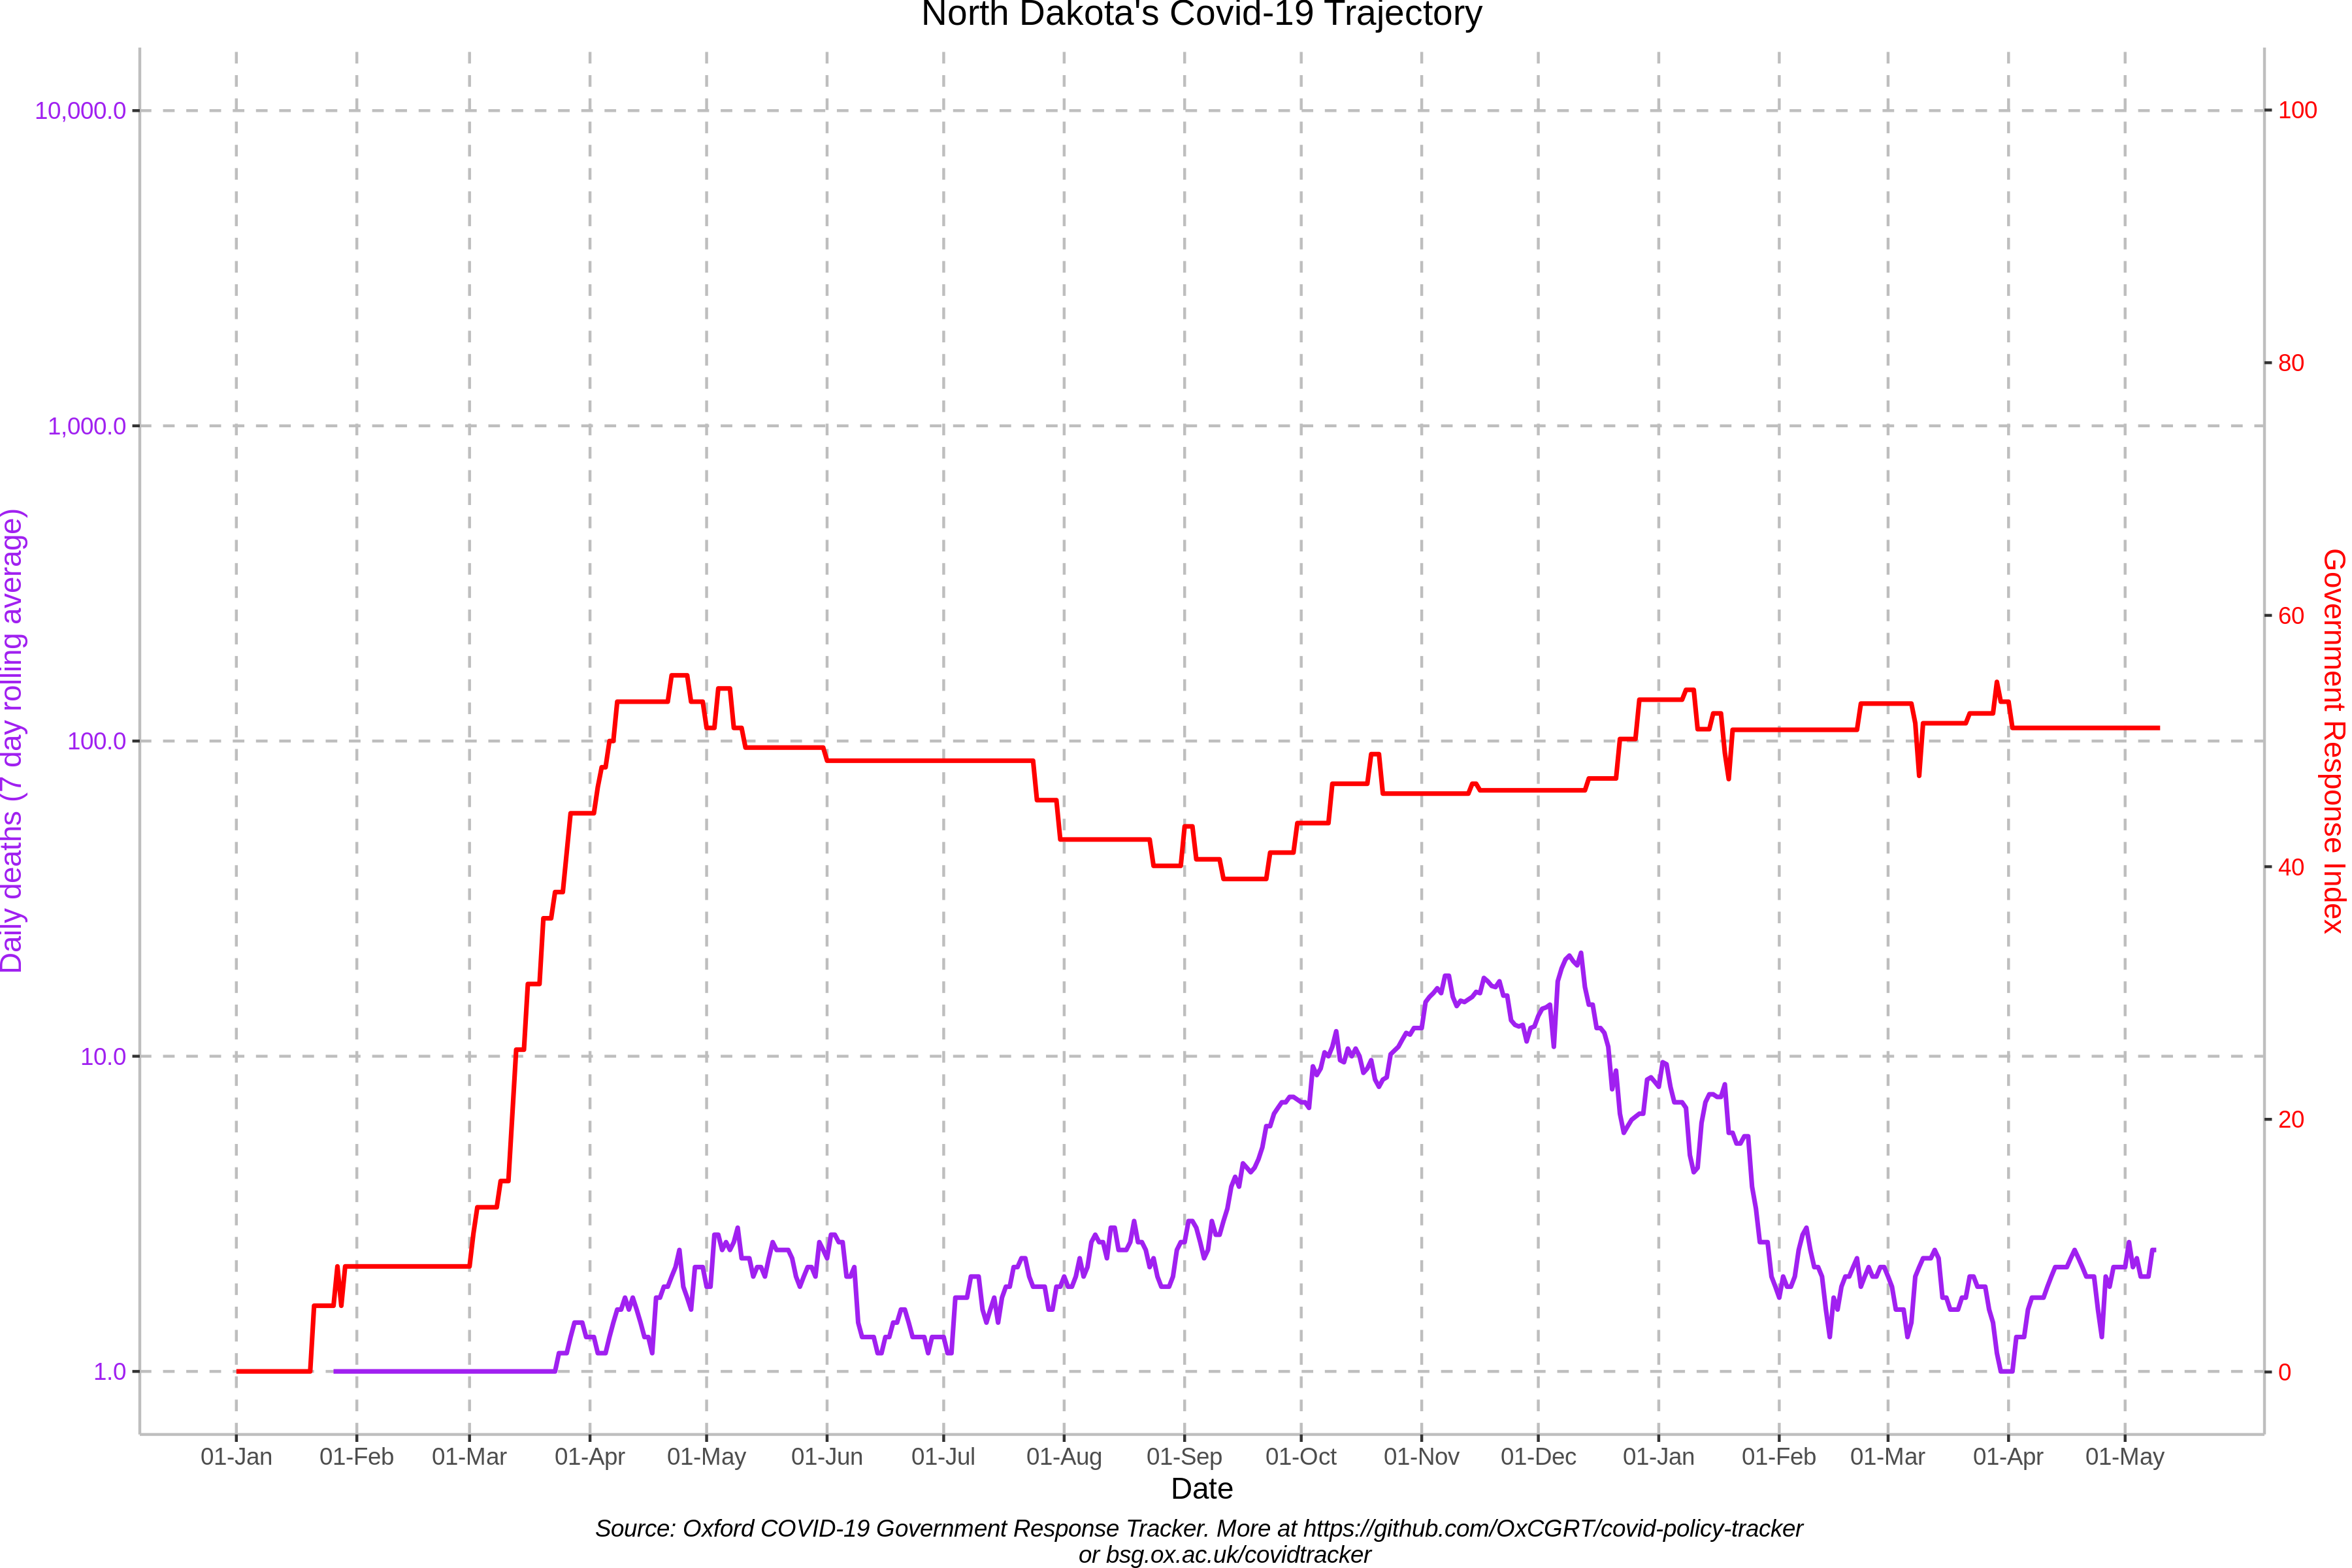 North Dakota's Covid-19 Trajectory
10,000.0
1,000.0
100.0
10.0
1.0
Daily deaths (7 day rolling average)
100
80
60
40
20
0
Government Response Index
01-Jan 01-Feb 01-Mar 01-Apr 01-May 01-Jun 01-Jul 01-Aug 01-Sep 01-Oct 01-Nov 01-Dec 01-Jan 01-Feb 01-Mar 01-Apr 01-May
Date
Source: Oxford COVID-19 Government Response Tracker. More at https://github.com/OxCGRT/covid-policy-tracker
or bsg.ox.ac.uk/covidtracker